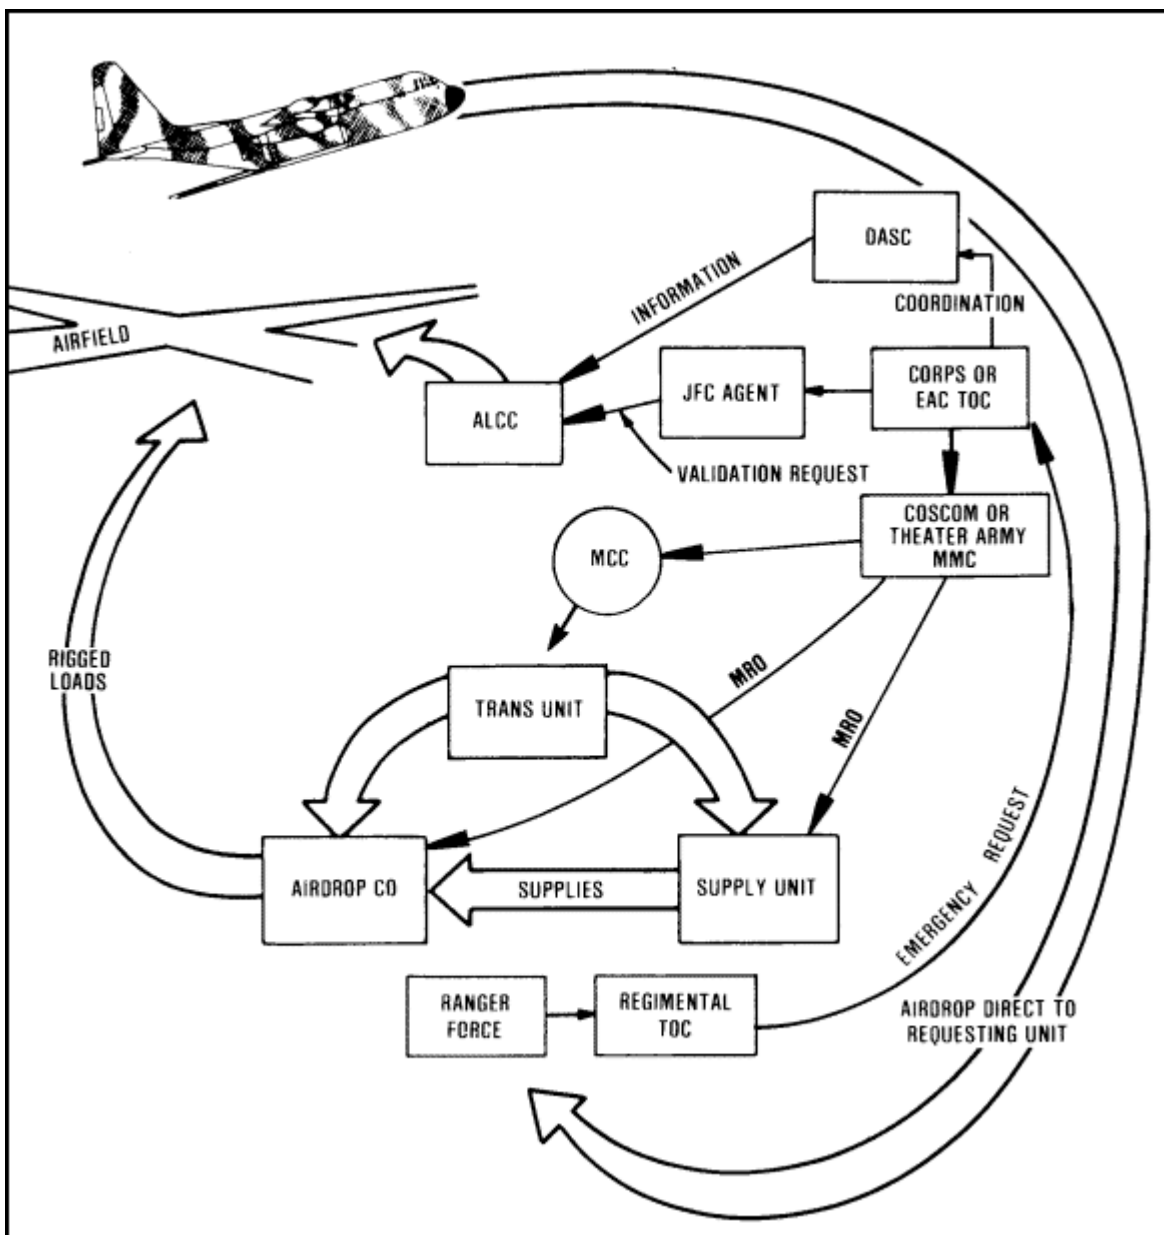 DASC
INFORMATION
COORDINATION
AIRFIELD
ALCC
JFC AGENT
CORPS OR
EAC TOC
VALIDATION REQUEST
COSCOM OR
THEATER ARMY
MMC
MCC
RIGGED
LOADS
MRO
TRANS UNIT
MRO
AIRDROP CO
SUPPLIES
SUPPLY UNIT
EMERGENCY REQUEST
RANGER
FORCE
REGIMENTAL
TOC
AIRDROP DIRECT TO
REQUESTING UNIT